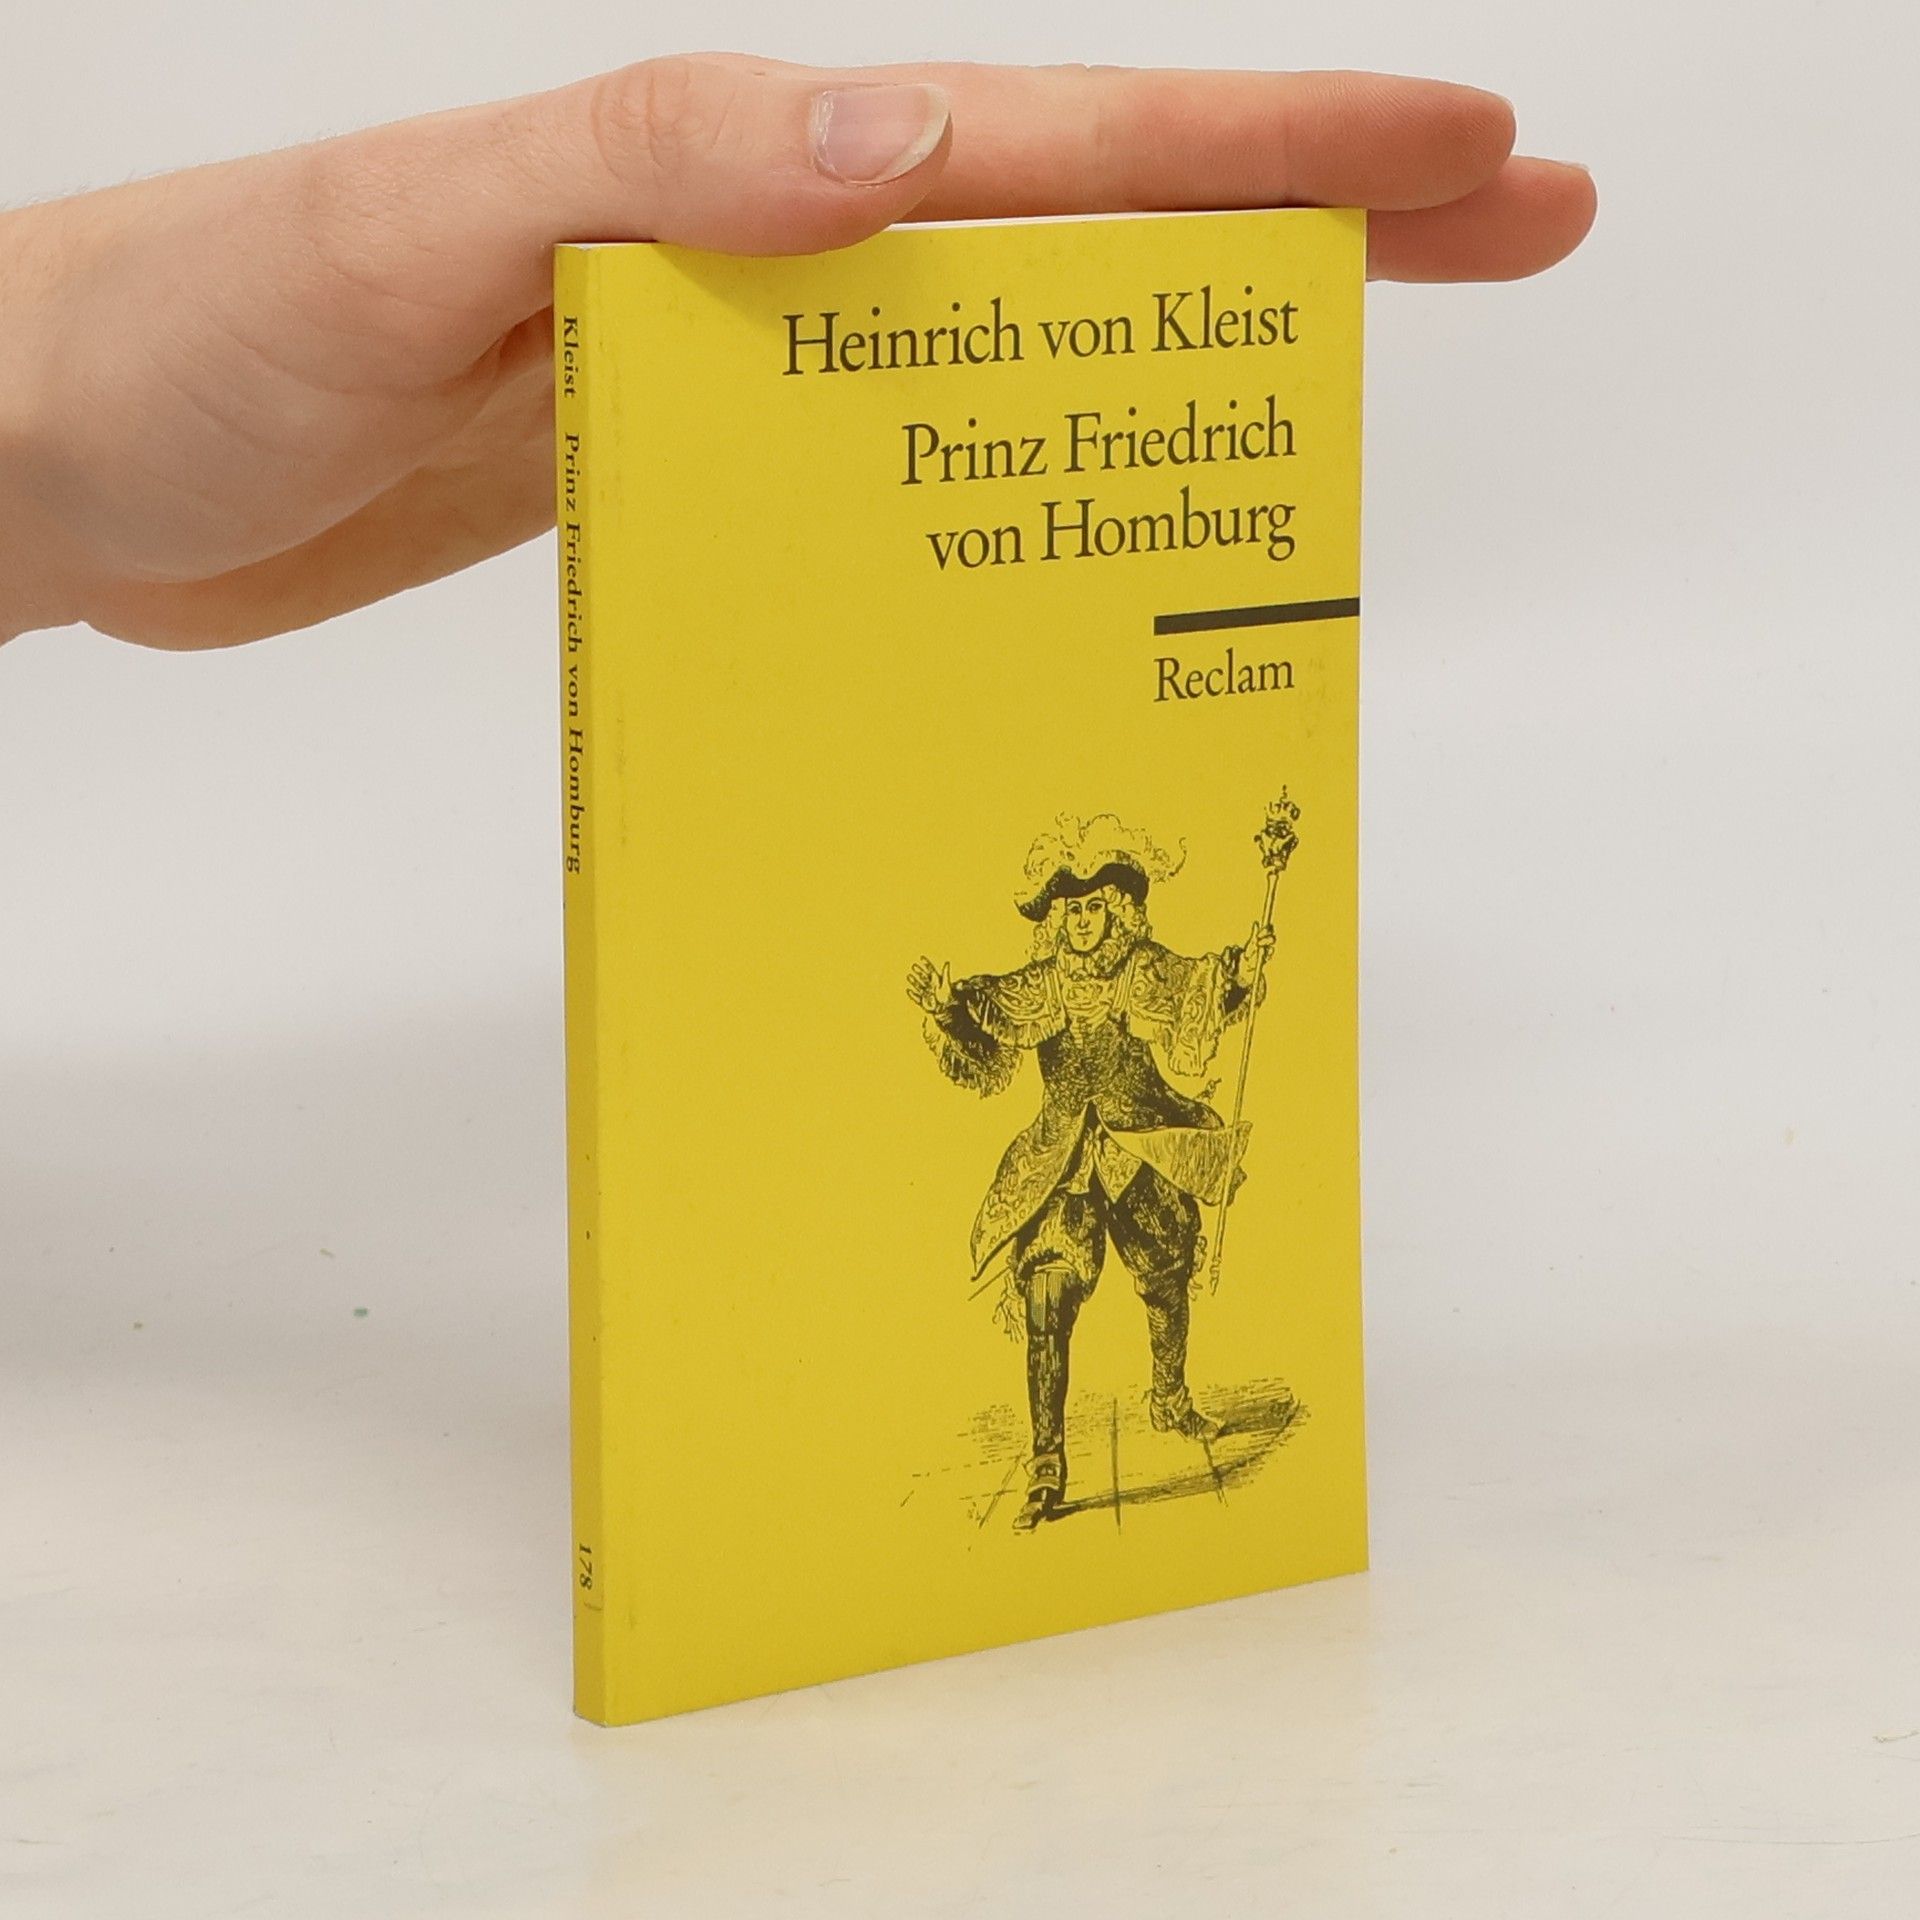 Heinrich von Kleist
Prinz Friedrich
von Homburg
Reclam
Kleist Prinz Friedrich von Homburg
178